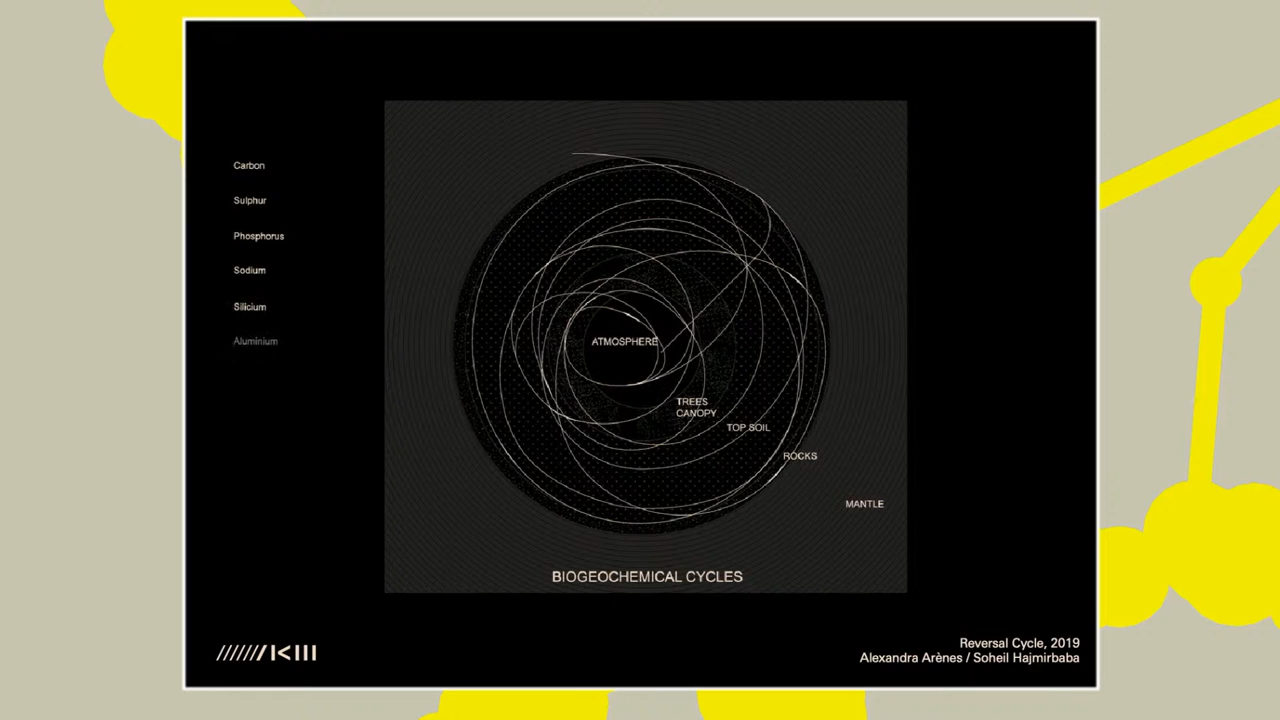 Carbon
Sulphur
Phosphorus
Sodium
Silicium
Aluminium
ATMOSPHERE
TREES
CANOPY
TOP SOIL
ROCKS
MANTLE
BIOGEOCHEMICAL CYCLES
Reversal Cycle, 2019
Alexandra Arènes / Soheil Hajmirbaba